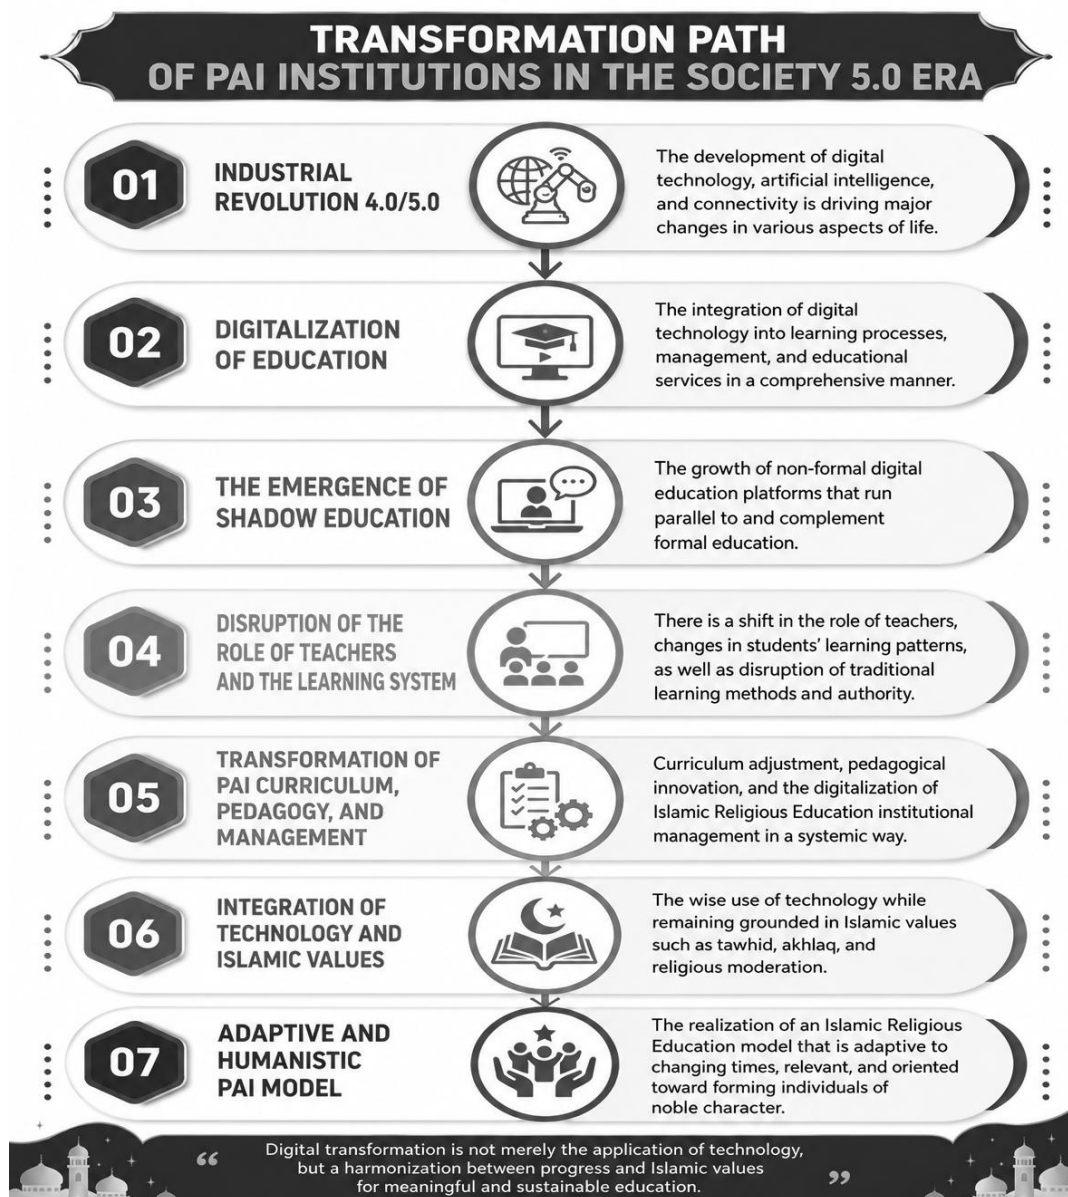 TRANSFORMATION PATH
OF PAI INSTITUTIONS IN THE SOCIETY 5.0 ERA
01
INDUSTRIAL
REVOLUTION 4.0/5.0
The development of digital
technology, artificial intelligence,
and connectivity is driving major
changes in various aspects of life.
02
DIGITALIZATION
OF EDUCATION
The integration of digital
technology into learning processes,
management, and educational
services in a comprehensive manner.
03
THE EMERGENCE OF
SHADOW EDUCATION
The growth of non-formal digital
education platforms that run
parallel to and complement
formal education.
04
DISRUPTION OF THE
ROLE OF TEACHERS
AND THE LEARNING SYSTEM
There is a shift in the role of teachers,
changes in students’ learning patterns,
as well as disruption of traditional
learning methods and authority.
05
TRANSFORMATION OF
PAI CURRICULUM,
PEDAGOGY, AND
MANAGEMENT
Curriculum adjustment, pedagogical
innovation, and the digitalization of
Islamic Religious Education institutional
management in a systemic way.
06
INTEGRATION OF
TECHNOLOGY AND
ISLAMIC VALUES
The wise use of technology while
remaining grounded in Islamic values
such as tawhid, akhlaq, and
religious moderation.
07
ADAPTIVE AND
HUMANISTIC
PAI MODEL
The realization of an Islamic Religious
Education model that is adaptive to
changing times, relevant, and oriented
toward forming individuals of
noble character.
“ Digital transformation is not merely the application of technology,
but a harmonization between progress and Islamic values
for meaningful and sustainable education. ”